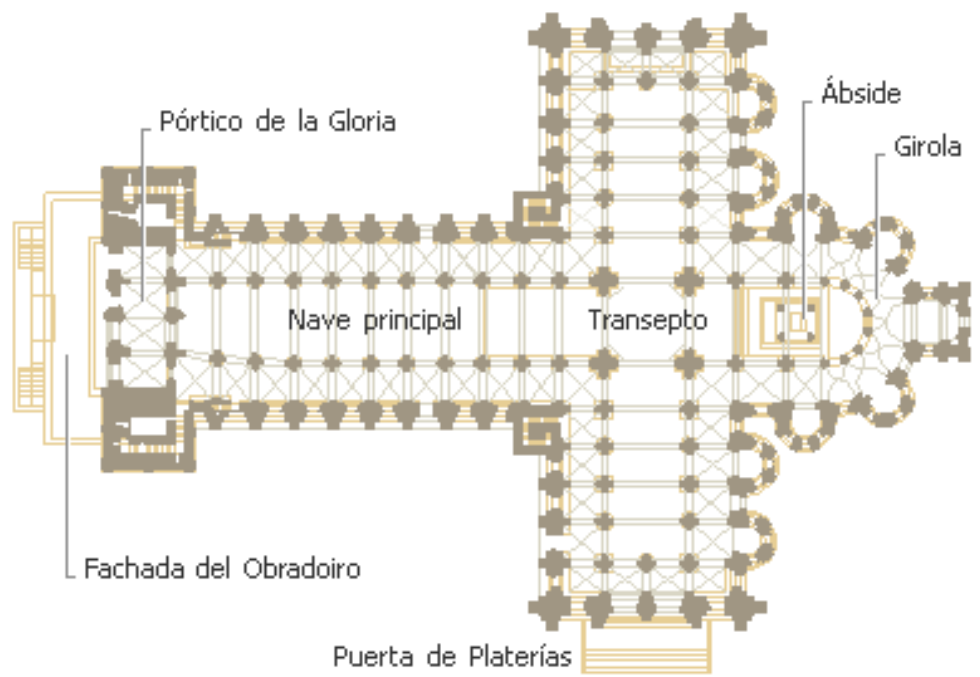 Ábside
Pórtico de la Gloria
Girola
Nave principal
Transepto
Fachada del Obradoiro
Puerta de Platerías